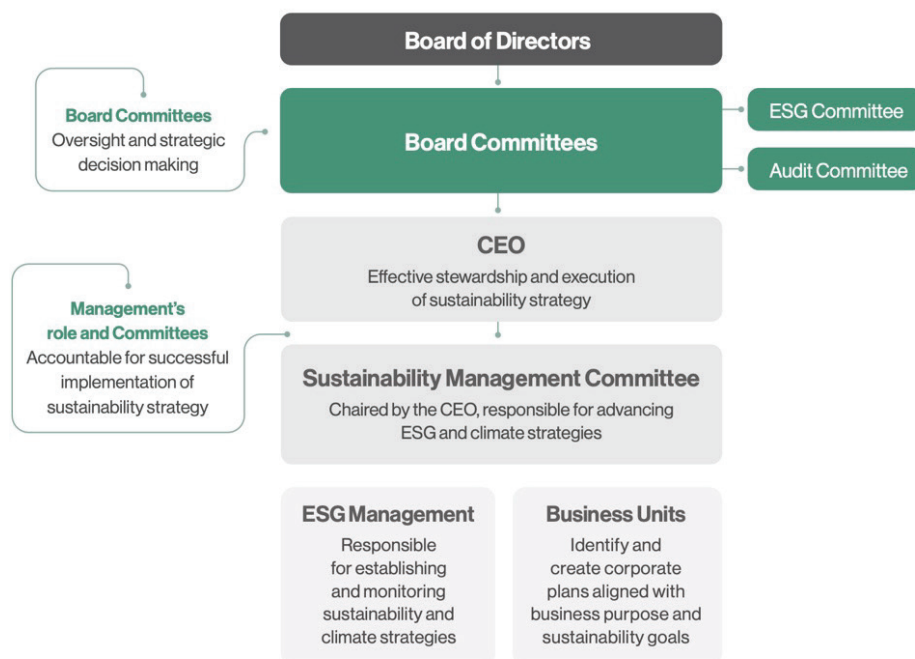 Board of Directors
Board Committees
Oversight and strategic
decision making
Board Committees
ESG Committee
Audit Committee
CEO
Effective stewardship and execution
of sustainability strategy
Management's
role and Committees
Accountable for successful
implementation of
sustainability strategy
Sustainability Management Committee
Chaired by the CEO, responsible for advancing
ESG and climate strategies
ESG Management
Responsible
for establishing
and monitoring
sustainability and
climate strategies
Business Units
Identify and
create corporate
plans aligned with
business purpose and
sustainability goals